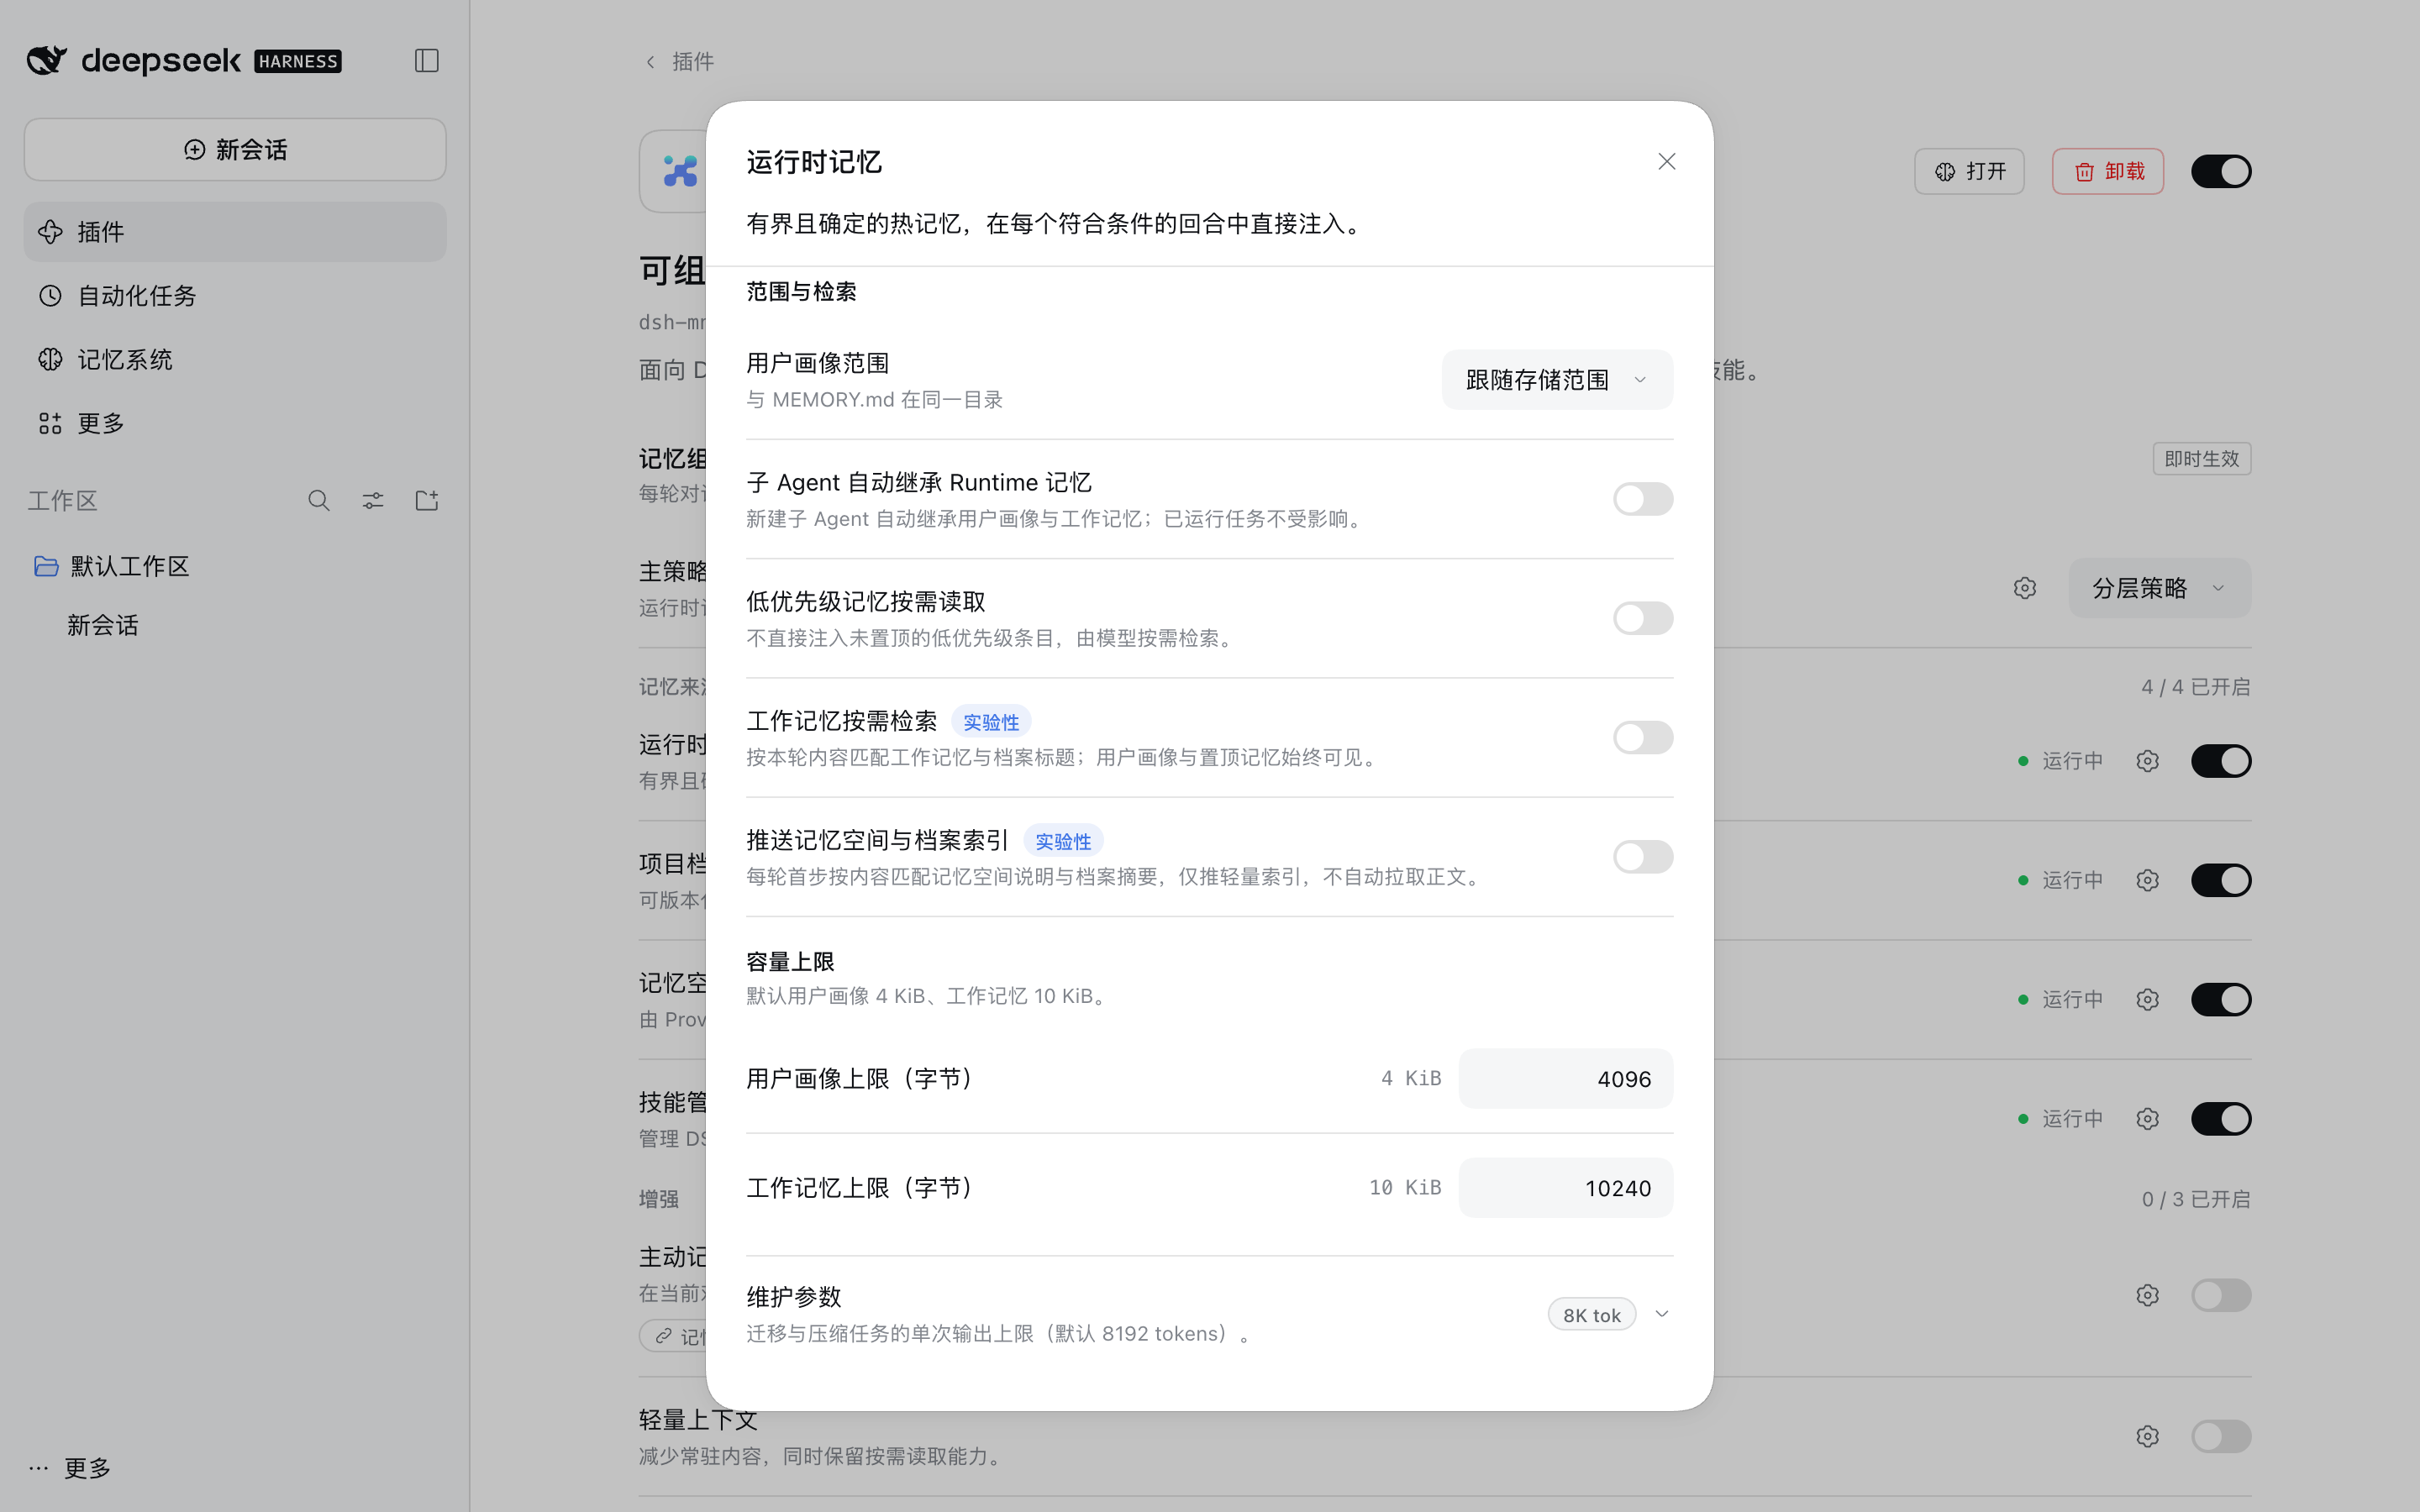 deepseek HARNESS
新会话
插件
自动化任务
记忆系统
更多
工作区
默认工作区
新会话
更多
插件
打开
卸载
可组
dsh-m
面向 D
能。
记忆组
每轮对
即时生效
主策略
运行时
分层策略
记忆来
4 / 4 已开启
运行时
有界且
运行中
项目档
可版本
运行中
记忆空
由 Prov
运行中
技能管
管理 DS
运行中
增强
0 / 3 已开启
主动记
在当前
记
轻量上下文
减少常驻内容，同时保留按需读取能力。
运行时记忆
有界且确定的热记忆，在每个符合条件的回合中直接注入。
范围与检索
用户画像范围
与 MEMORY.md 在同一目录
跟随存储范围
子 Agent 自动继承 Runtime 记忆
新建子 Agent 自动继承用户画像与工作记忆；已运行任务不受影响。
低优先级记忆按需读取
不直接注入未置顶的低优先级条目，由模型按需检索。
工作记忆按需检索 实验性
按本轮内容匹配工作记忆与档案标题；用户画像与置顶记忆始终可见。
推送记忆空间与档案索引 实验性
每轮首步按内容匹配记忆空间说明与档案摘要，仅推轻量索引，不自动拉取正文。
容量上限
默认用户画像 4 KiB、工作记忆 10 KiB。
用户画像上限（字节） 4 KiB 4096
工作记忆上限（字节） 10 KiB 10240
维护参数
迁移与压缩任务的单次输出上限（默认 8192 tokens）。
8K tok